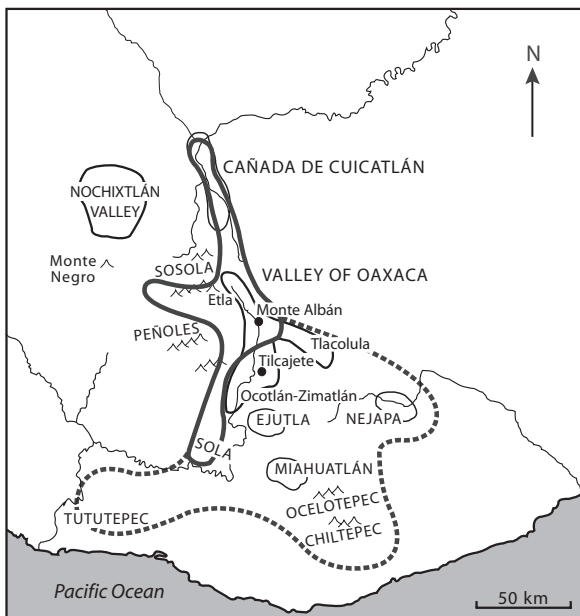 N
CAÑADA DE CUICATLÁN
NOCHIXTLÁN
VALLEY
Monte
Negro
SOSOLA
VALLEY OF OAXACA
Etla
Monte Albán
PEÑOLES
Tlacolula
Tilcajete
Ocotlán-Zimatlán
EJUTLA
NEJAPA
SOLA
MIAHUATLÁN
OCELOTEPEC
TUTUTEPEC
CHILTEPEC
Pacific Ocean
50 km